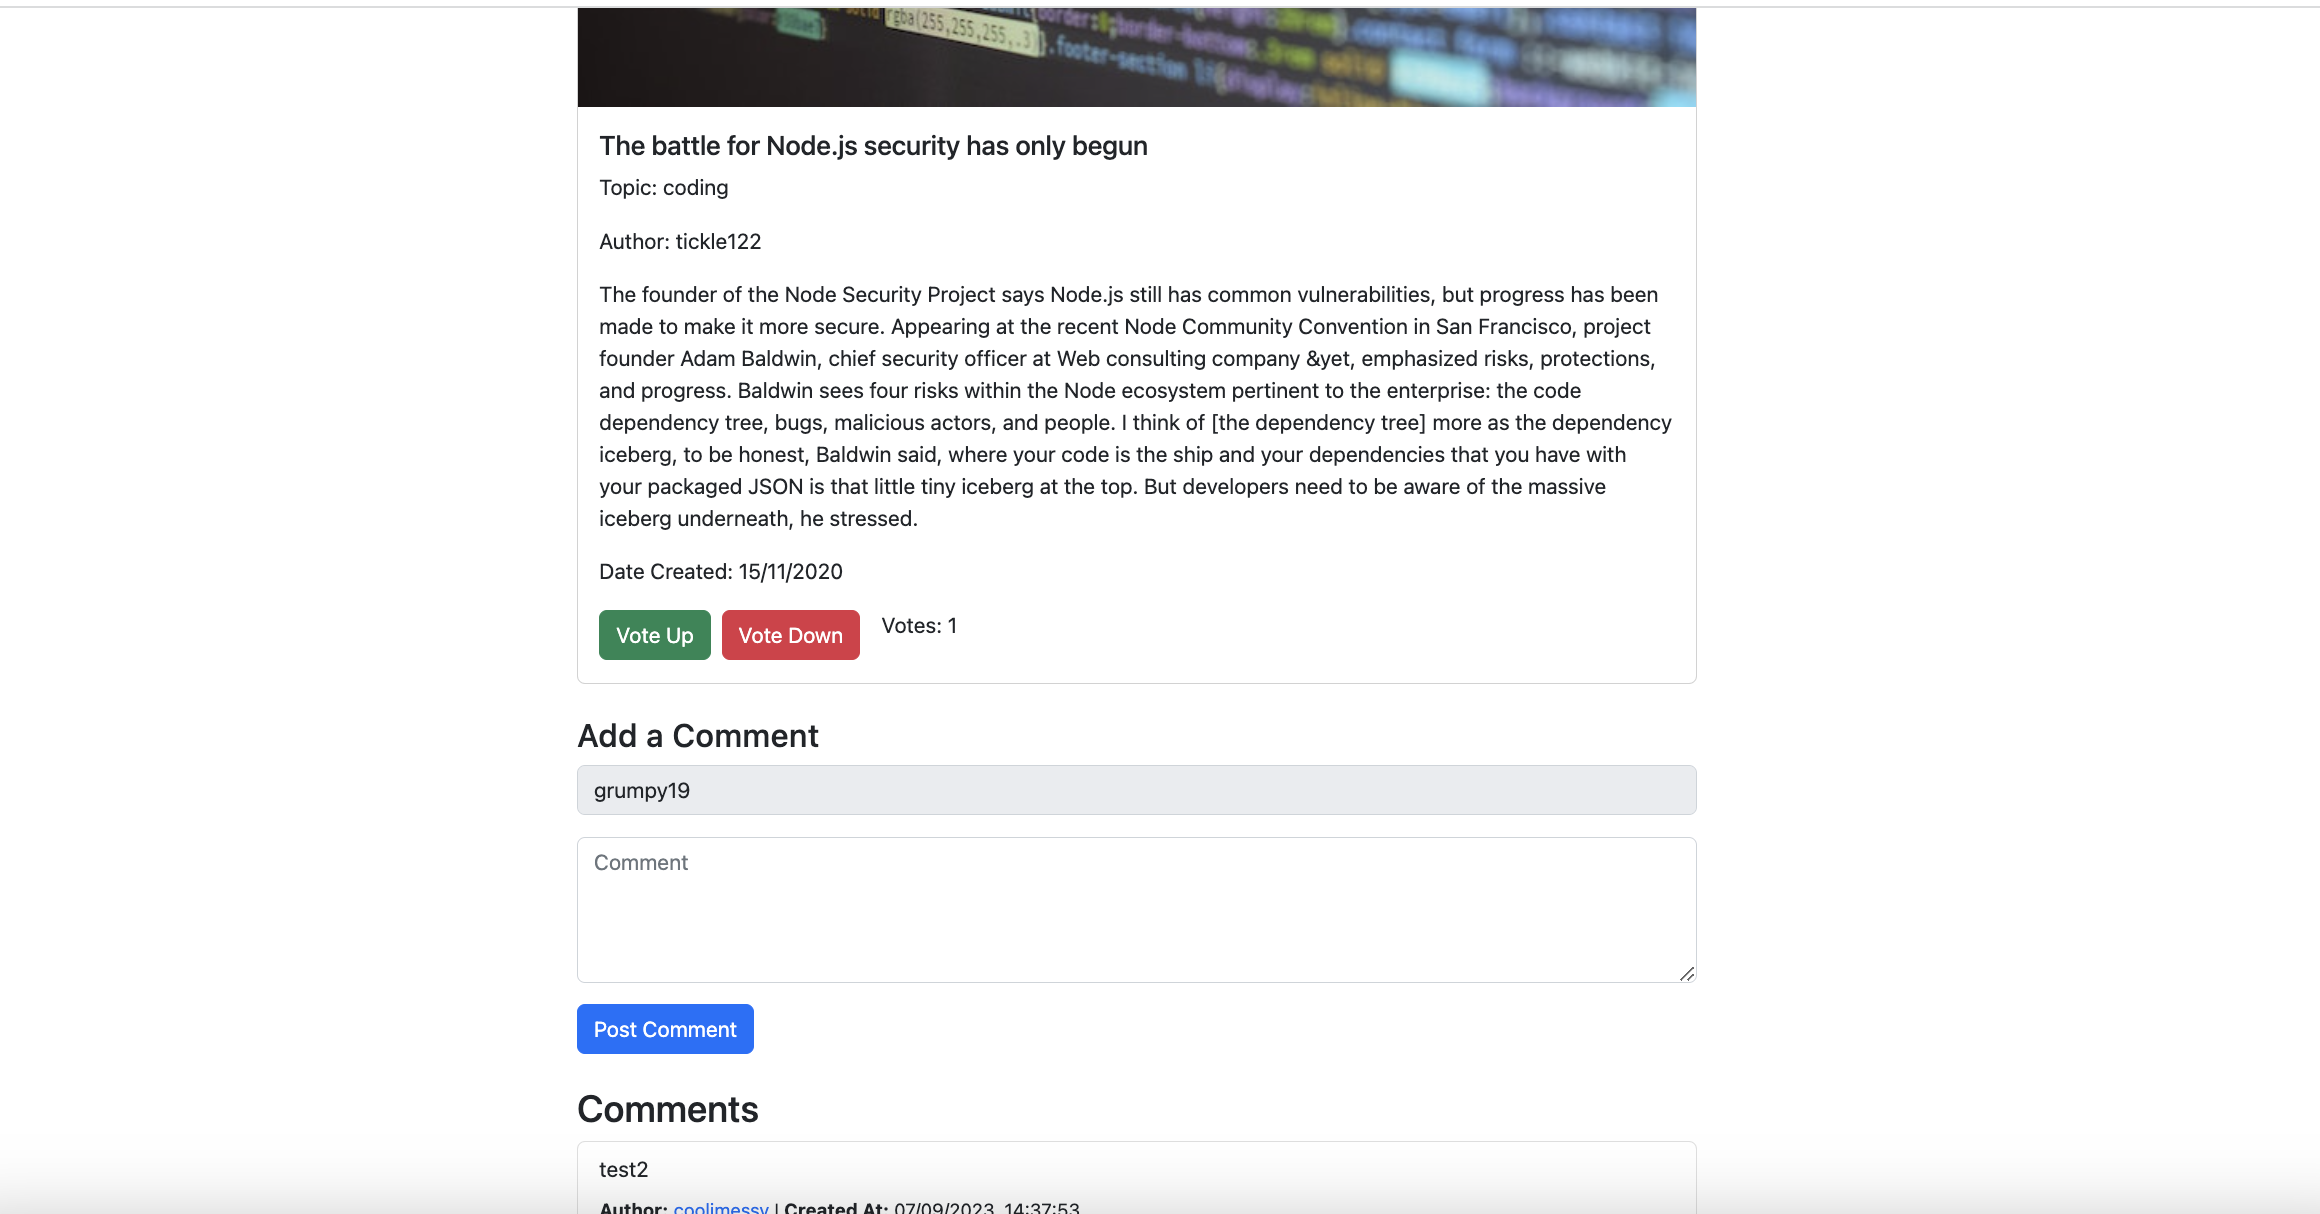 rgba(255,255,255,.3)
.footer-section li{display:
The battle for Node.js security has only begun
Topic: coding
Author: tickle122
The founder of the Node Security Project says Node.js still has common vulnerabilities, but progress has been
made to make it more secure. Appearing at the recent Node Community Convention in San Francisco, project
founder Adam Baldwin, chief security officer at Web consulting company &yet, emphasized risks, protections,
and progress. Baldwin sees four risks within the Node ecosystem pertinent to the enterprise: the code
dependency tree, bugs, malicious actors, and people. I think of [the dependency tree] more as the dependency
iceberg, to be honest, Baldwin said, where your code is the ship and your dependencies that you have with
your packaged JSON is that little tiny iceberg at the top. But developers need to be aware of the massive
iceberg underneath, he stressed.
Date Created: 15/11/2020
Vote Up Vote Down Votes: 1
Add a Comment
grumpy19
Comment
Post Comment
Comments
test2
Author: cooljmessy | Created At: 07/09/2023, 14:37:53